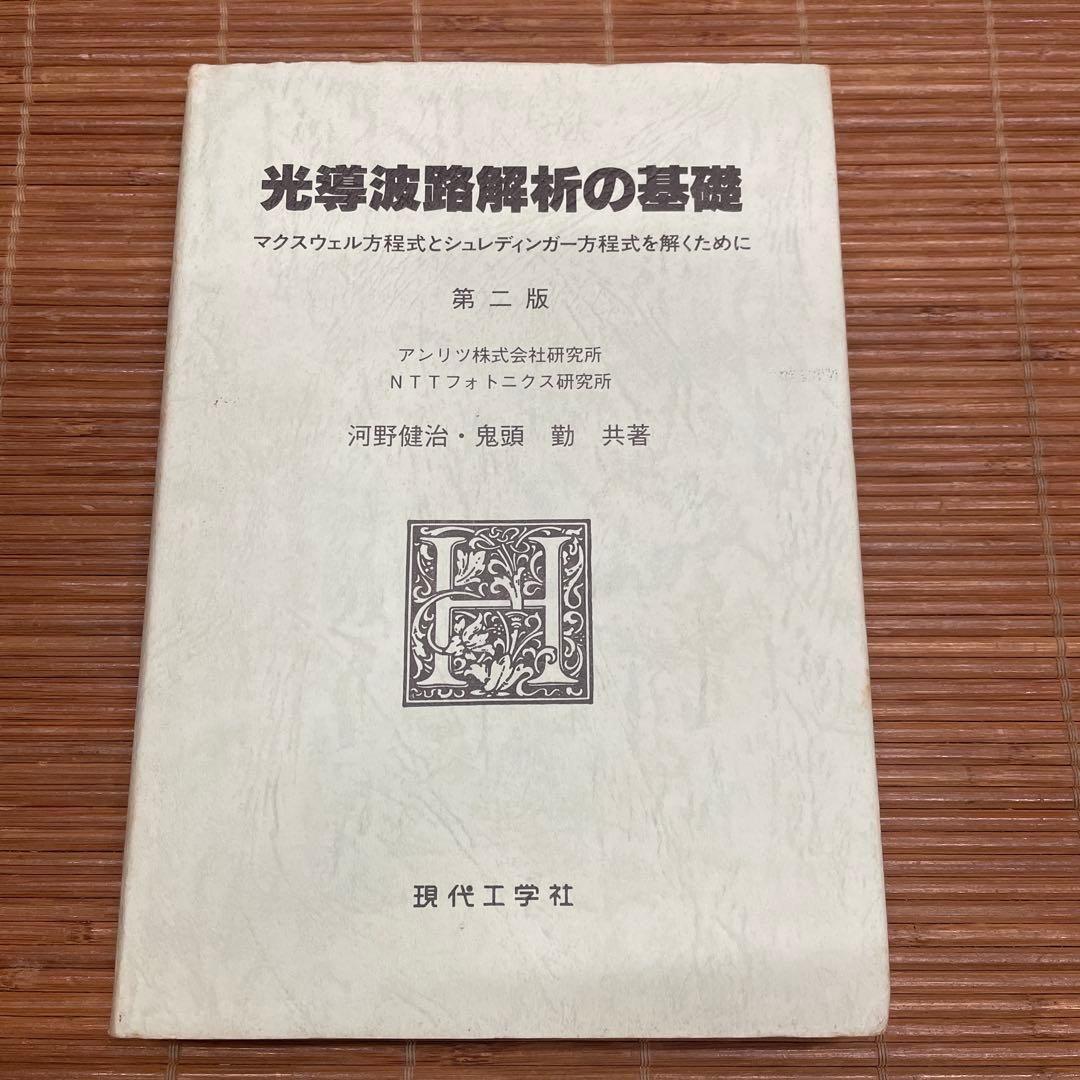 光導波路解析の基礎
マクスウェル方程式とシュレディンガー方程式を解くために
第二版
アンリツ株式会社研究所
NTTフォトニクス研究所
河野健治・鬼頭 勤 共著
H
現代工学社